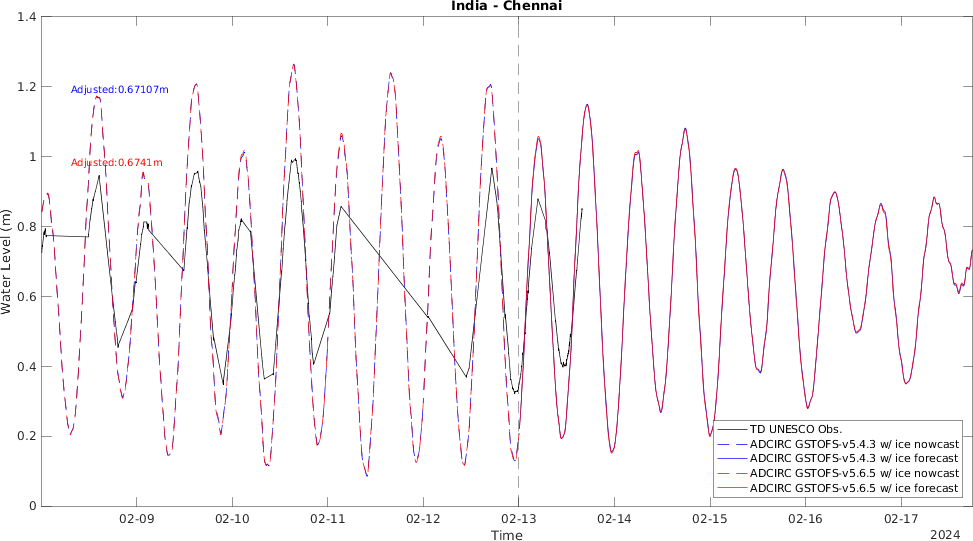 India - Chennai
1.4
1.2
1
0.8
0.6
0.4
0.2
0
Water Level (m)
Adjusted:0.67107m
Adjusted:0.6741m
TD UNESCO Obs.
ADCIRC GSTOFS-v5.4.3 w/ ice nowcast
ADCIRC GSTOFS-v5.4.3 w/ ice forecast
ADCIRC GSTOFS-v5.6.5 w/ ice nowcast
ADCIRC GSTOFS-v5.6.5 w/ ice forecast
02-09 02-10 02-11 02-12 02-13 02-14 02-15 02-16 02-17
Time
2024